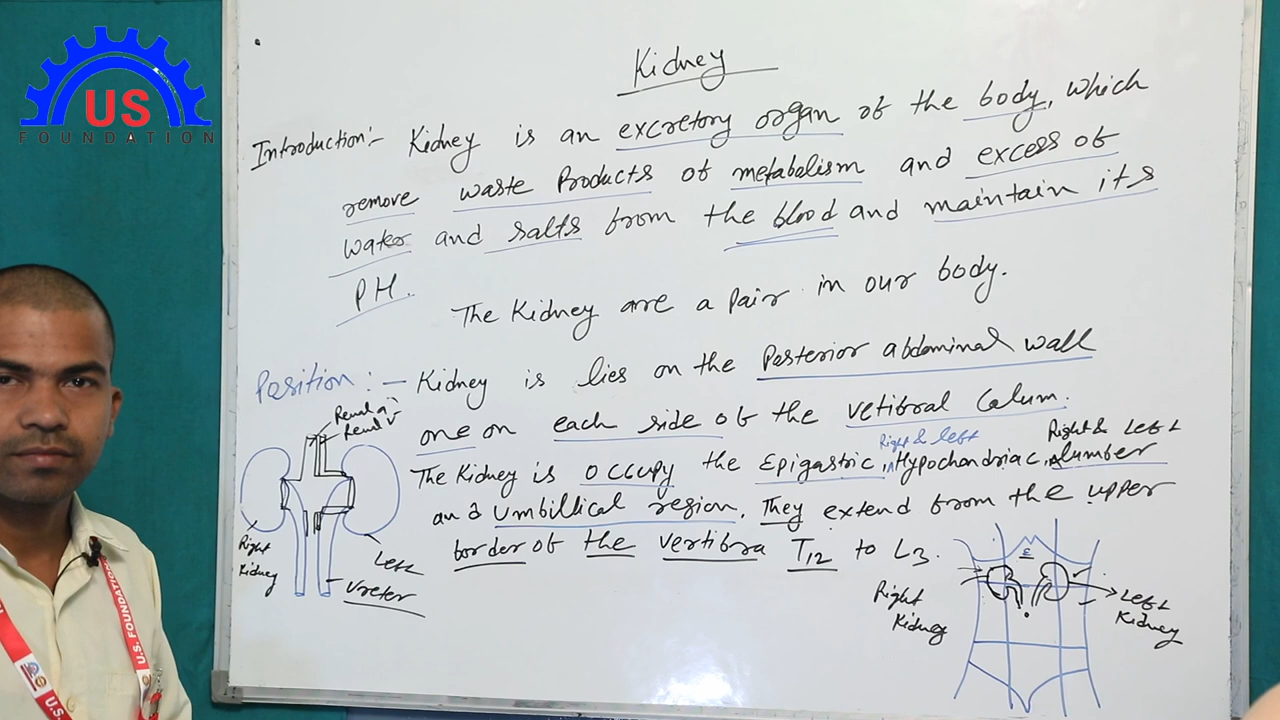 US
FOUNDATION
Kidney
Introduction:- Kidney is an excretory organ of the body, which
remove waste Products of metabolism and excess of
water and salts from the blood and maintain its
PH.
The Kidney are a pair in our body.
Position :- Kidney is lies on the Posterior abdominal wall
one on each side of the vetibral Calum.
Right & left
Right & Left
The Kidney is occupy the Epigastric, Hypochondriac, lumber
and umbillical region. They extend from the upper
border of the vertibra T12 to L3.
Renal a
Renal v
Right
Kidney
Left
Ureter
E
Right
Kidney
Left
Kidney
U.S. FOUNDATION
U.S.